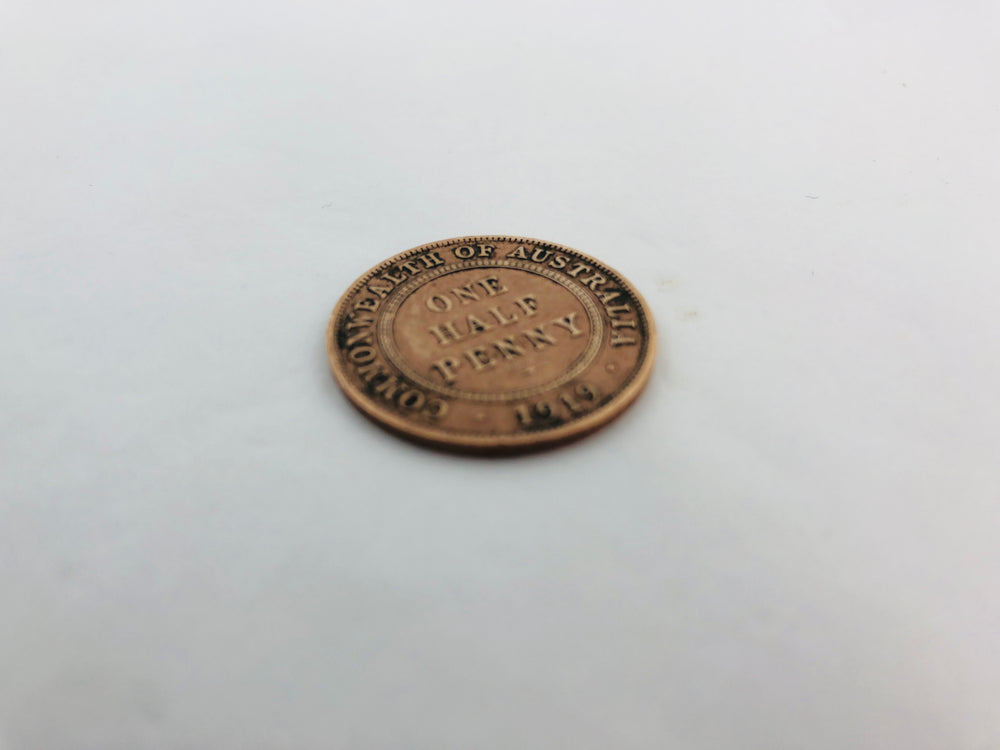 COMMONWEALTH OF AUSTRALIA
ONE
HALF
PENNY
1919